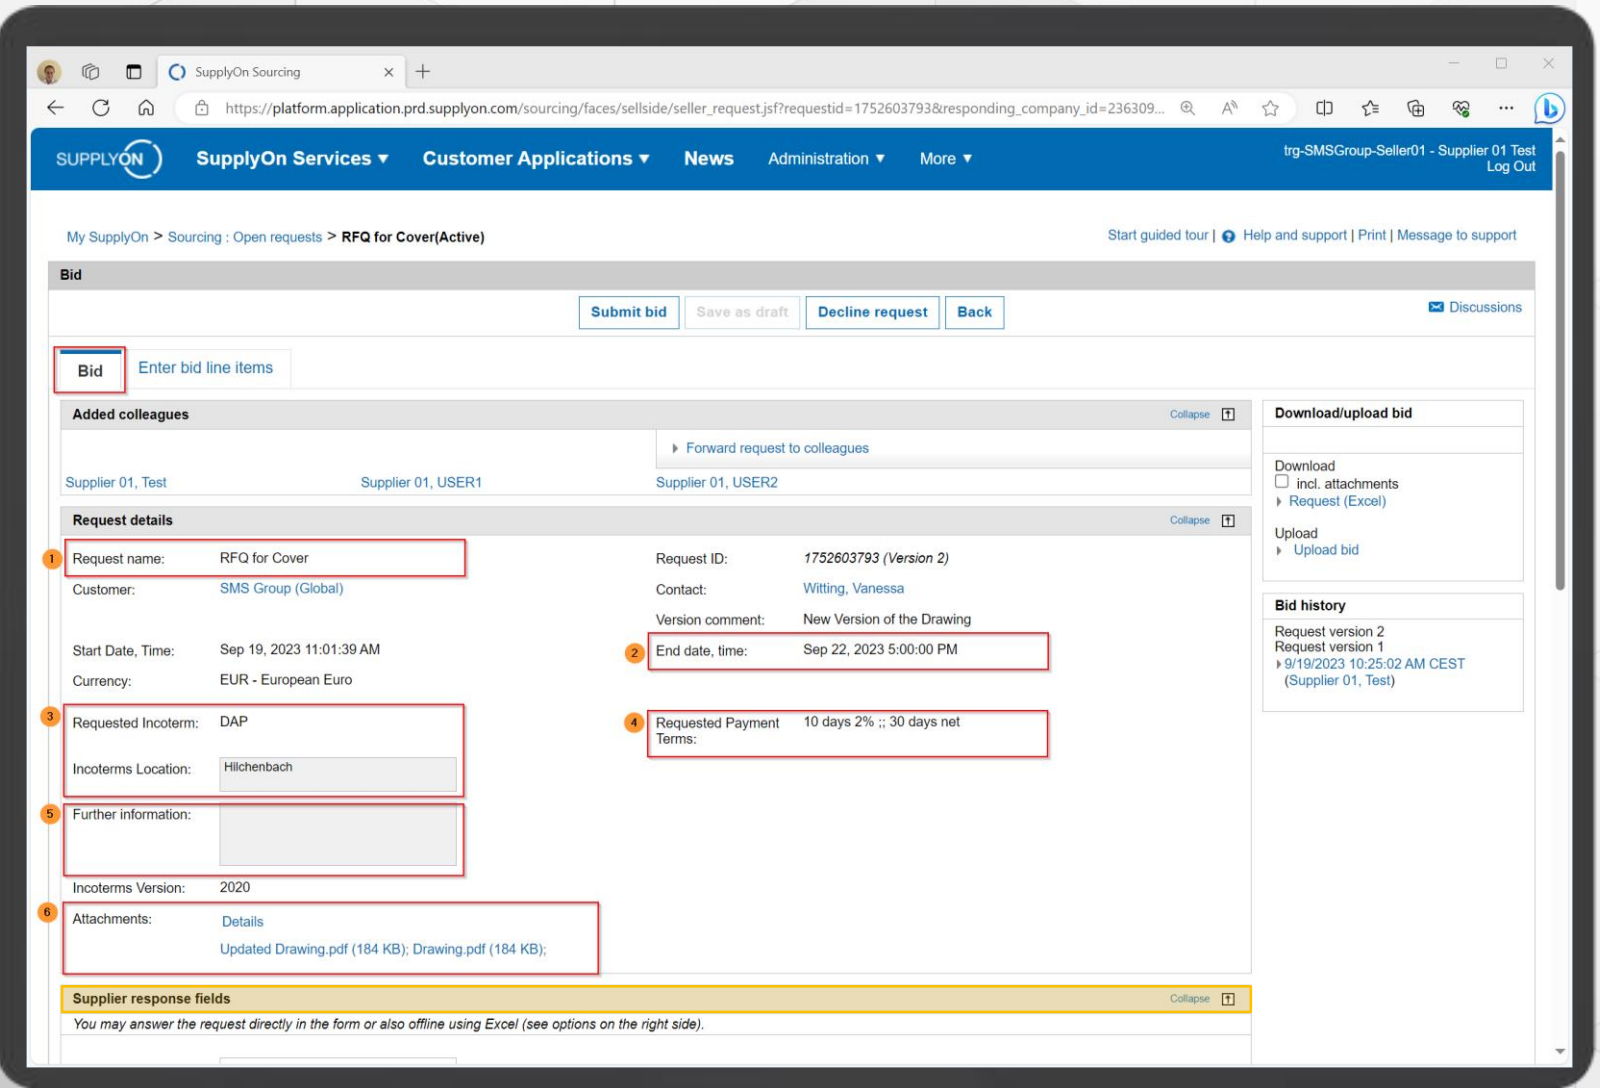 SupplyOn Sourcing
https://platform.application.prd.supplyon.com/sourcing/faces/sellside/seller_request.jsf?requestid=1752603793&responding_company_id=236309...
SUPPLYON
SupplyOn Services
Customer Applications
News
Administration
More
trg-SMSGroup-Seller01 - Supplier 01 Test
Log Out
My SupplyOn > Sourcing : Open requests > RFQ for Cover(Active)
Start guided tour | Help and support | Print | Message to support
Bid
Submit bid
Save as draft
Decline request
Back
Discussions
Bid
Enter bid line items
Added colleagues
Collapse
Forward request to colleagues
Supplier 01, Test
Supplier 01, USER1
Supplier 01, USER2
Request details
Collapse
1
Request name: RFQ for Cover
Request ID: 1752603793 (Version 2)
Customer: SMS Group (Global)
Contact: Witting, Vanessa
Version comment: New Version of the Drawing
Start Date, Time: Sep 19, 2023 11:01:39 AM
2
End date, time: Sep 22, 2023 5:00:00 PM
Currency: EUR - European Euro
3
Requested Incoterm: DAP
4
Requested Payment
Terms:
10 days 2% ;; 30 days net
Incoterms Location: Hilchenbach
5
Further information:
Incoterms Version: 2020
6
Attachments: Details
Updated Drawing.pdf (184 KB); Drawing.pdf (184 KB);
Supplier response fields
Collapse
You may answer the request directly in the form or also offline using Excel (see options on the right side).
Download/upload bid
Download
incl. attachments
Request (Excel)
Upload
Upload bid
Bid history
Request version 2
Request version 1
9/19/2023 10:25:02 AM CEST
(Supplier 01, Test)